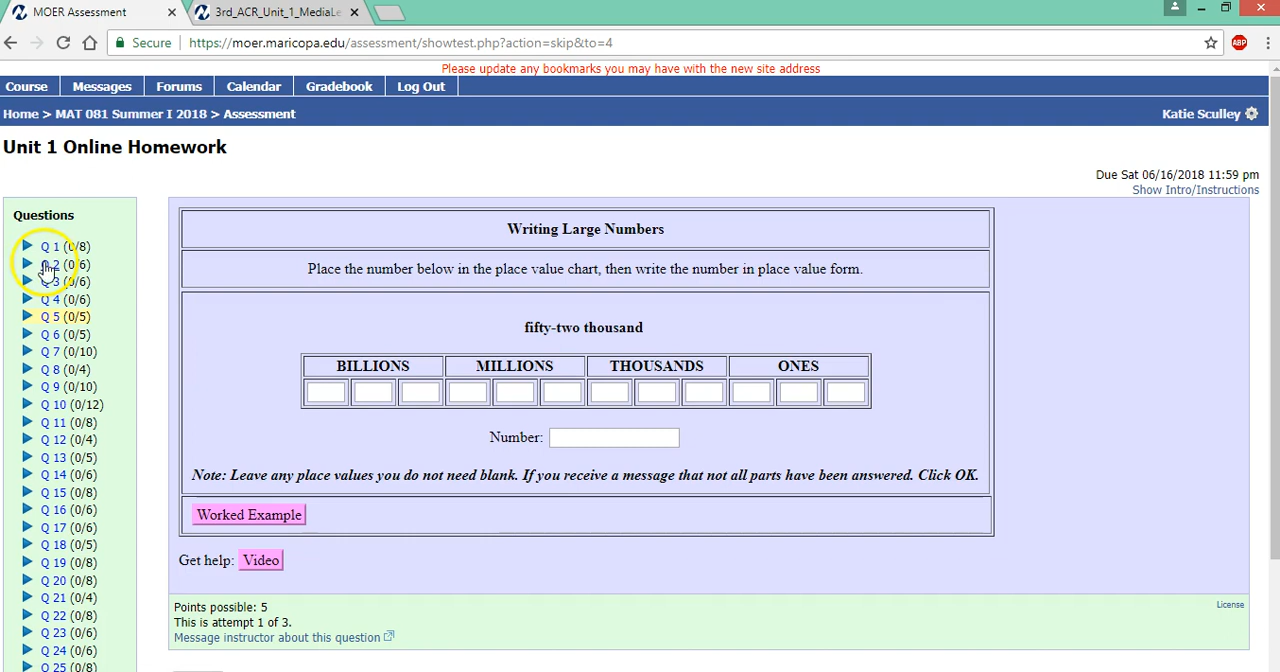 MOER Assessment
3rd_ACR_Unit_1_MediaLe
Secure
https://moer.maricopa.edu/assessment/showtest.php?action=skip&to=4
ABP
Please update any bookmarks you may have with the new site address
Course Messages Forums Calendar Gradebook Log Out
Home > MAT 081 Summer I 2018 > Assessment
Katie Sculley
Unit 1 Online Homework
Due Sat 06/16/2018 11:59 pm
Show Intro/Instructions
Questions
Q 1 (0/8)
Q 2 (0/6)
Q 3 (0/6)
Q 4 (0/6)
Q 5 (0/5)
Q 6 (0/5)
Q 7 (0/10)
Q 8 (0/4)
Q 9 (0/10)
Q 10 (0/12)
Q 11 (0/8)
Q 12 (0/4)
Q 13 (0/5)
Q 14 (0/6)
Q 15 (0/8)
Q 16 (0/6)
Q 17 (0/6)
Q 18 (0/5)
Q 19 (0/8)
Q 20 (0/8)
Q 21 (0/4)
Q 22 (0/8)
Q 23 (0/6)
Q 24 (0/6)
Q 25 (0/8)
Writing Large Numbers
Place the number below in the place value chart, then write the number in place value form.
fifty-two thousand
BILLIONS MILLIONS THOUSANDS ONES
Number:
Note: Leave any place values you do not need blank. If you receive a message that not all parts have been answered. Click OK.
Worked Example
Get help: Video
Points possible: 5
License
This is attempt 1 of 3.
Message instructor about this question